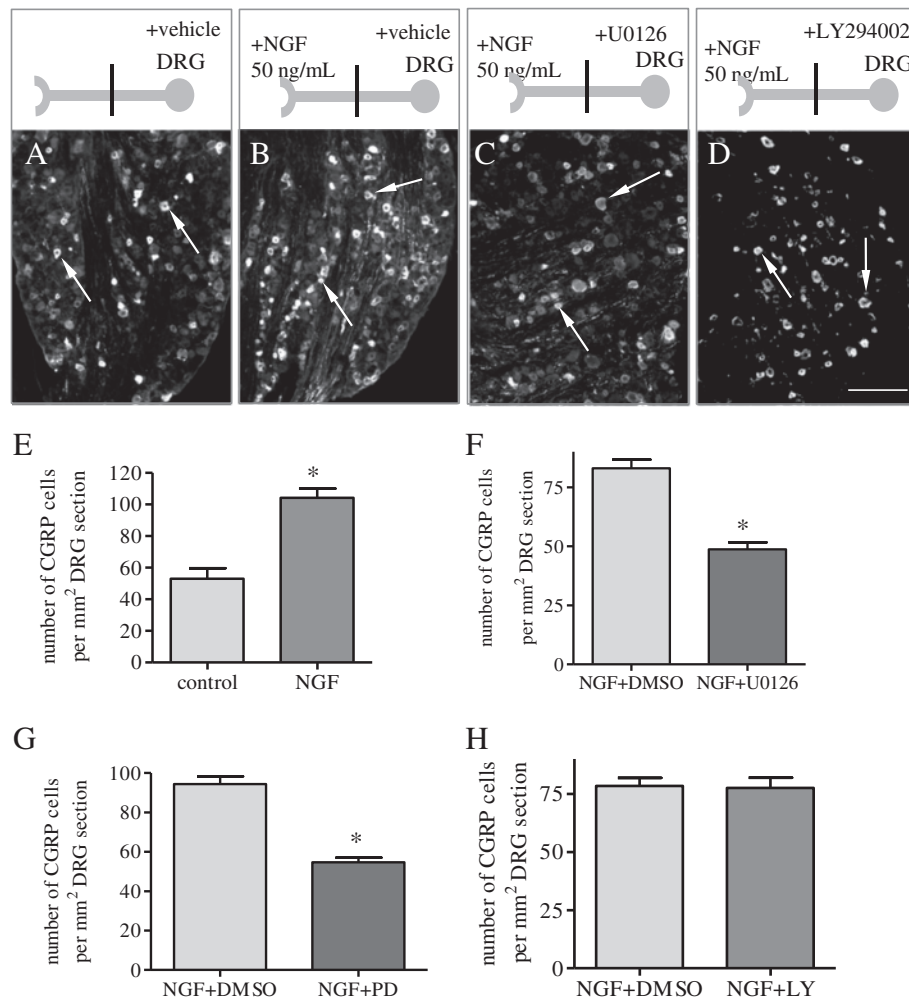 +vehicle
DRG
A
+NGF +vehicle
50 ng/mL DRG
B
+NGF +U0126
50 ng/mL DRG
C
+NGF +LY294002
50 ng/mL DRG
D
E
number of CGRP cells
per mm² DRG section
120
100
80
60
40
20
0
*
control NGF
F
number of CGRP cells
per mm² DRG section
75
50
25
0
*
NGF+DMSO NGF+U0126
G
number of CGRP cells
per mm² DRG section
100
80
60
40
20
0
*
NGF+DMSO NGF+PD
H
number of CGRP cells
per mm² DRG section
75
50
25
0
NGF+DMSO NGF+LY